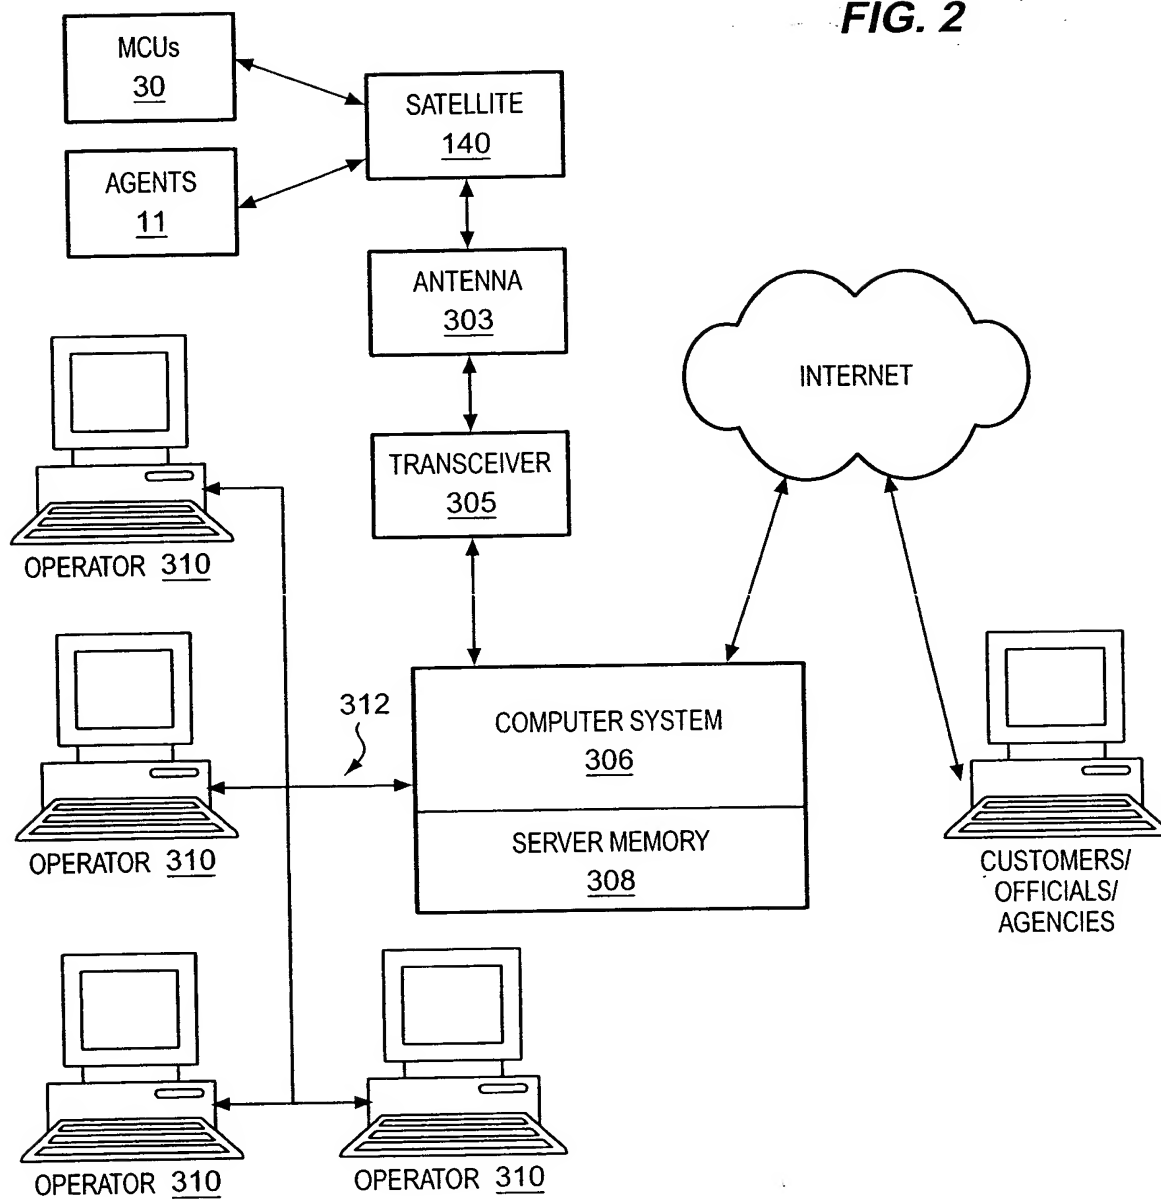 FIG. 2
MCUs
30
SATELLITE
140
AGENTS
11
ANTENNA
303
INTERNET
TRANSCEIVER
305
OPERATOR 310
312
COMPUTER SYSTEM
306
OPERATOR 310
SERVER MEMORY
308
CUSTOMERS/
OFFICIALS/
AGENCIES
OPERATOR 310
OPERATOR 310